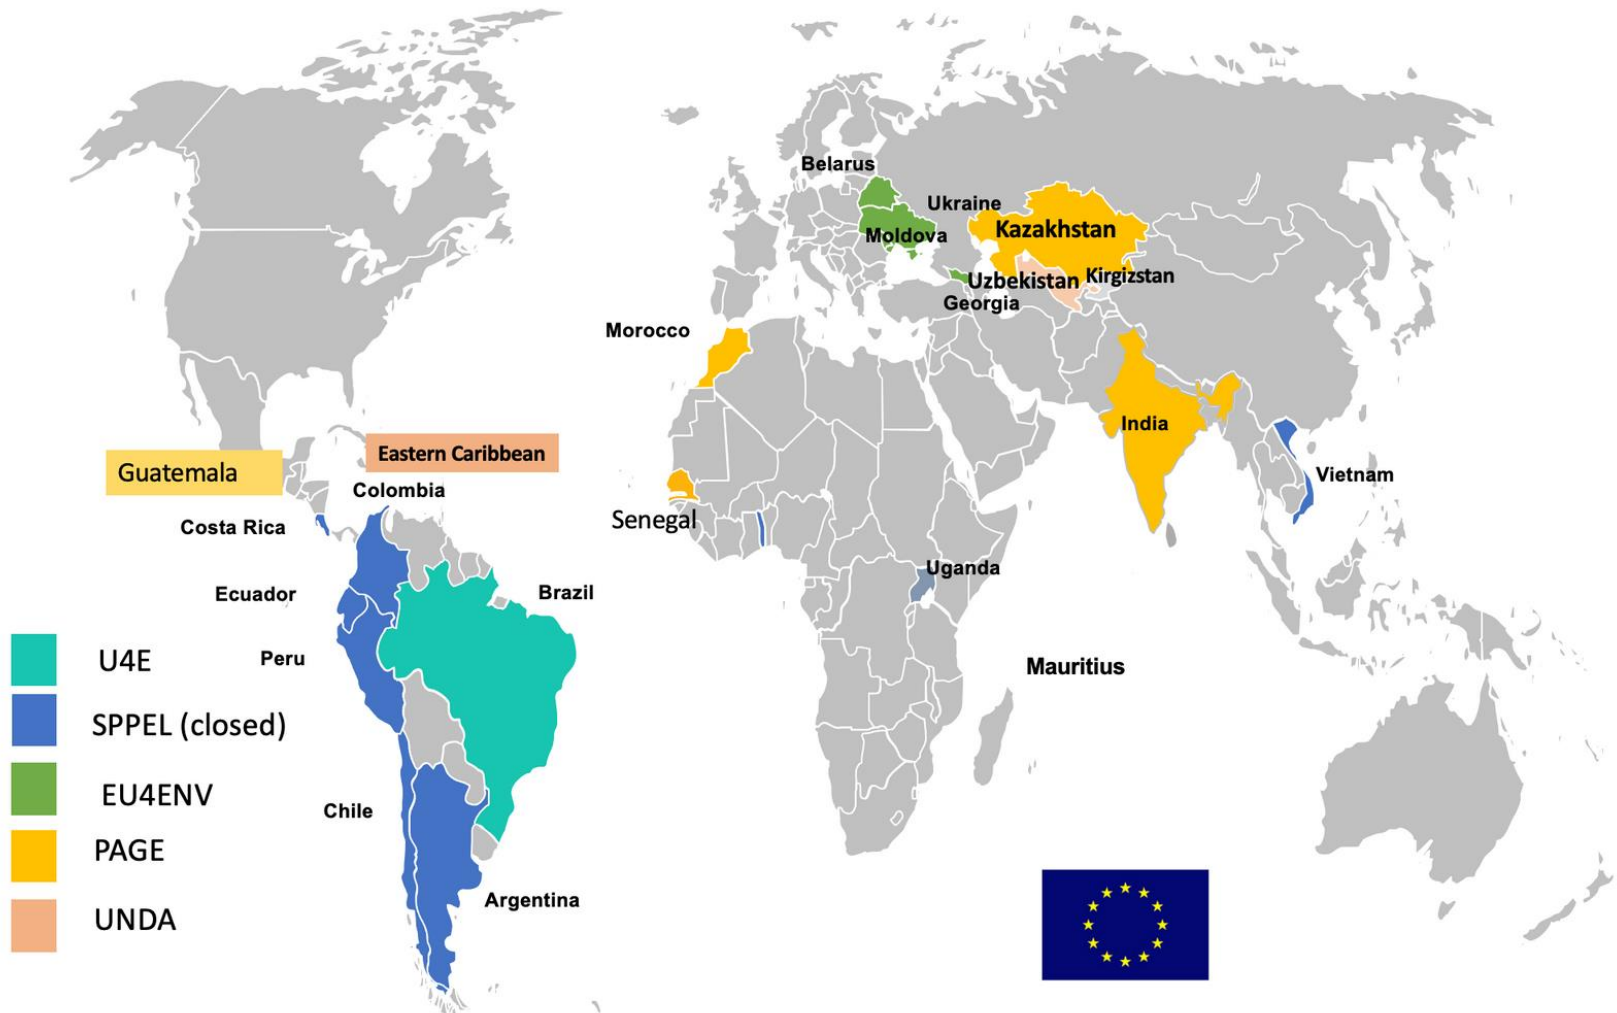 Belarus
Ukraine
Kazakhstan
Moldova
Uzbekistan
Kirgizstan
Georgia
Morocco
India
Eastern Caribbean
Guatemala
Colombia
Vietnam
Costa Rica
Senegal
Uganda
Ecuador
Brazil
Peru
Mauritius
Chile
Argentina
U4E
SPPEL (closed)
EU4ENV
PAGE
UNDA